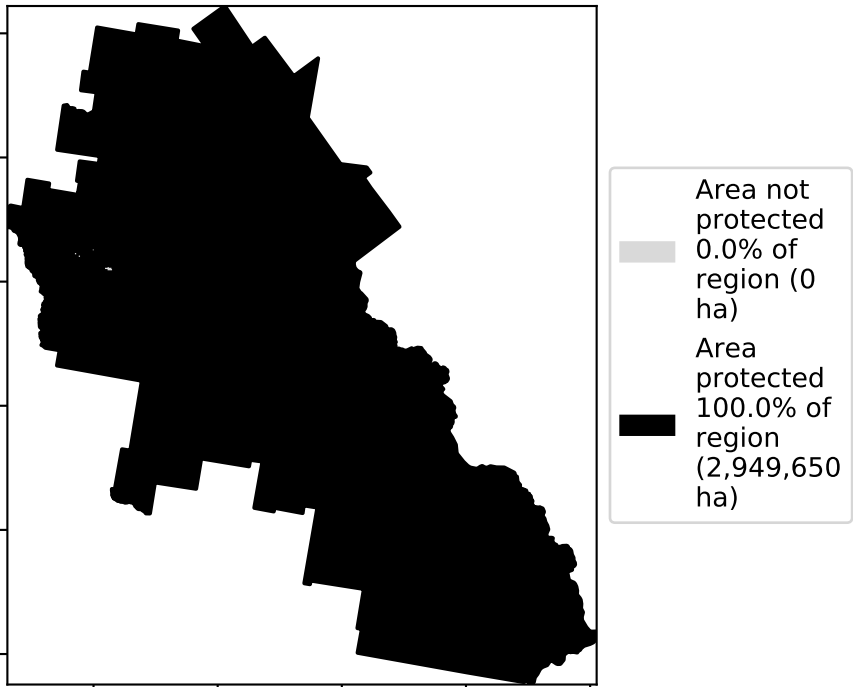 Area not
protected
0.0% of
region (0
ha)
Area
protected
100.0% of
region
(2,949,650
ha)